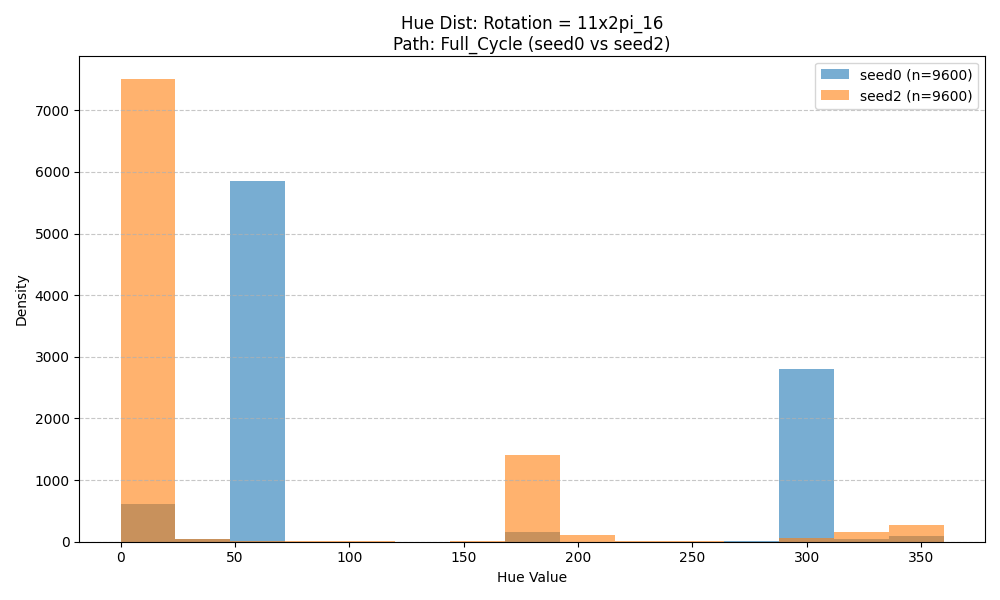 Hue Dist: Rotation = 11x2pi_16
Path: Full_Cycle (seed0 vs seed2)
seed0 (n=9600)
seed2 (n=9600)
Density
7000
6000
5000
4000
3000
2000
1000
0
0 50 100 150 200 250 300 350
Hue Value